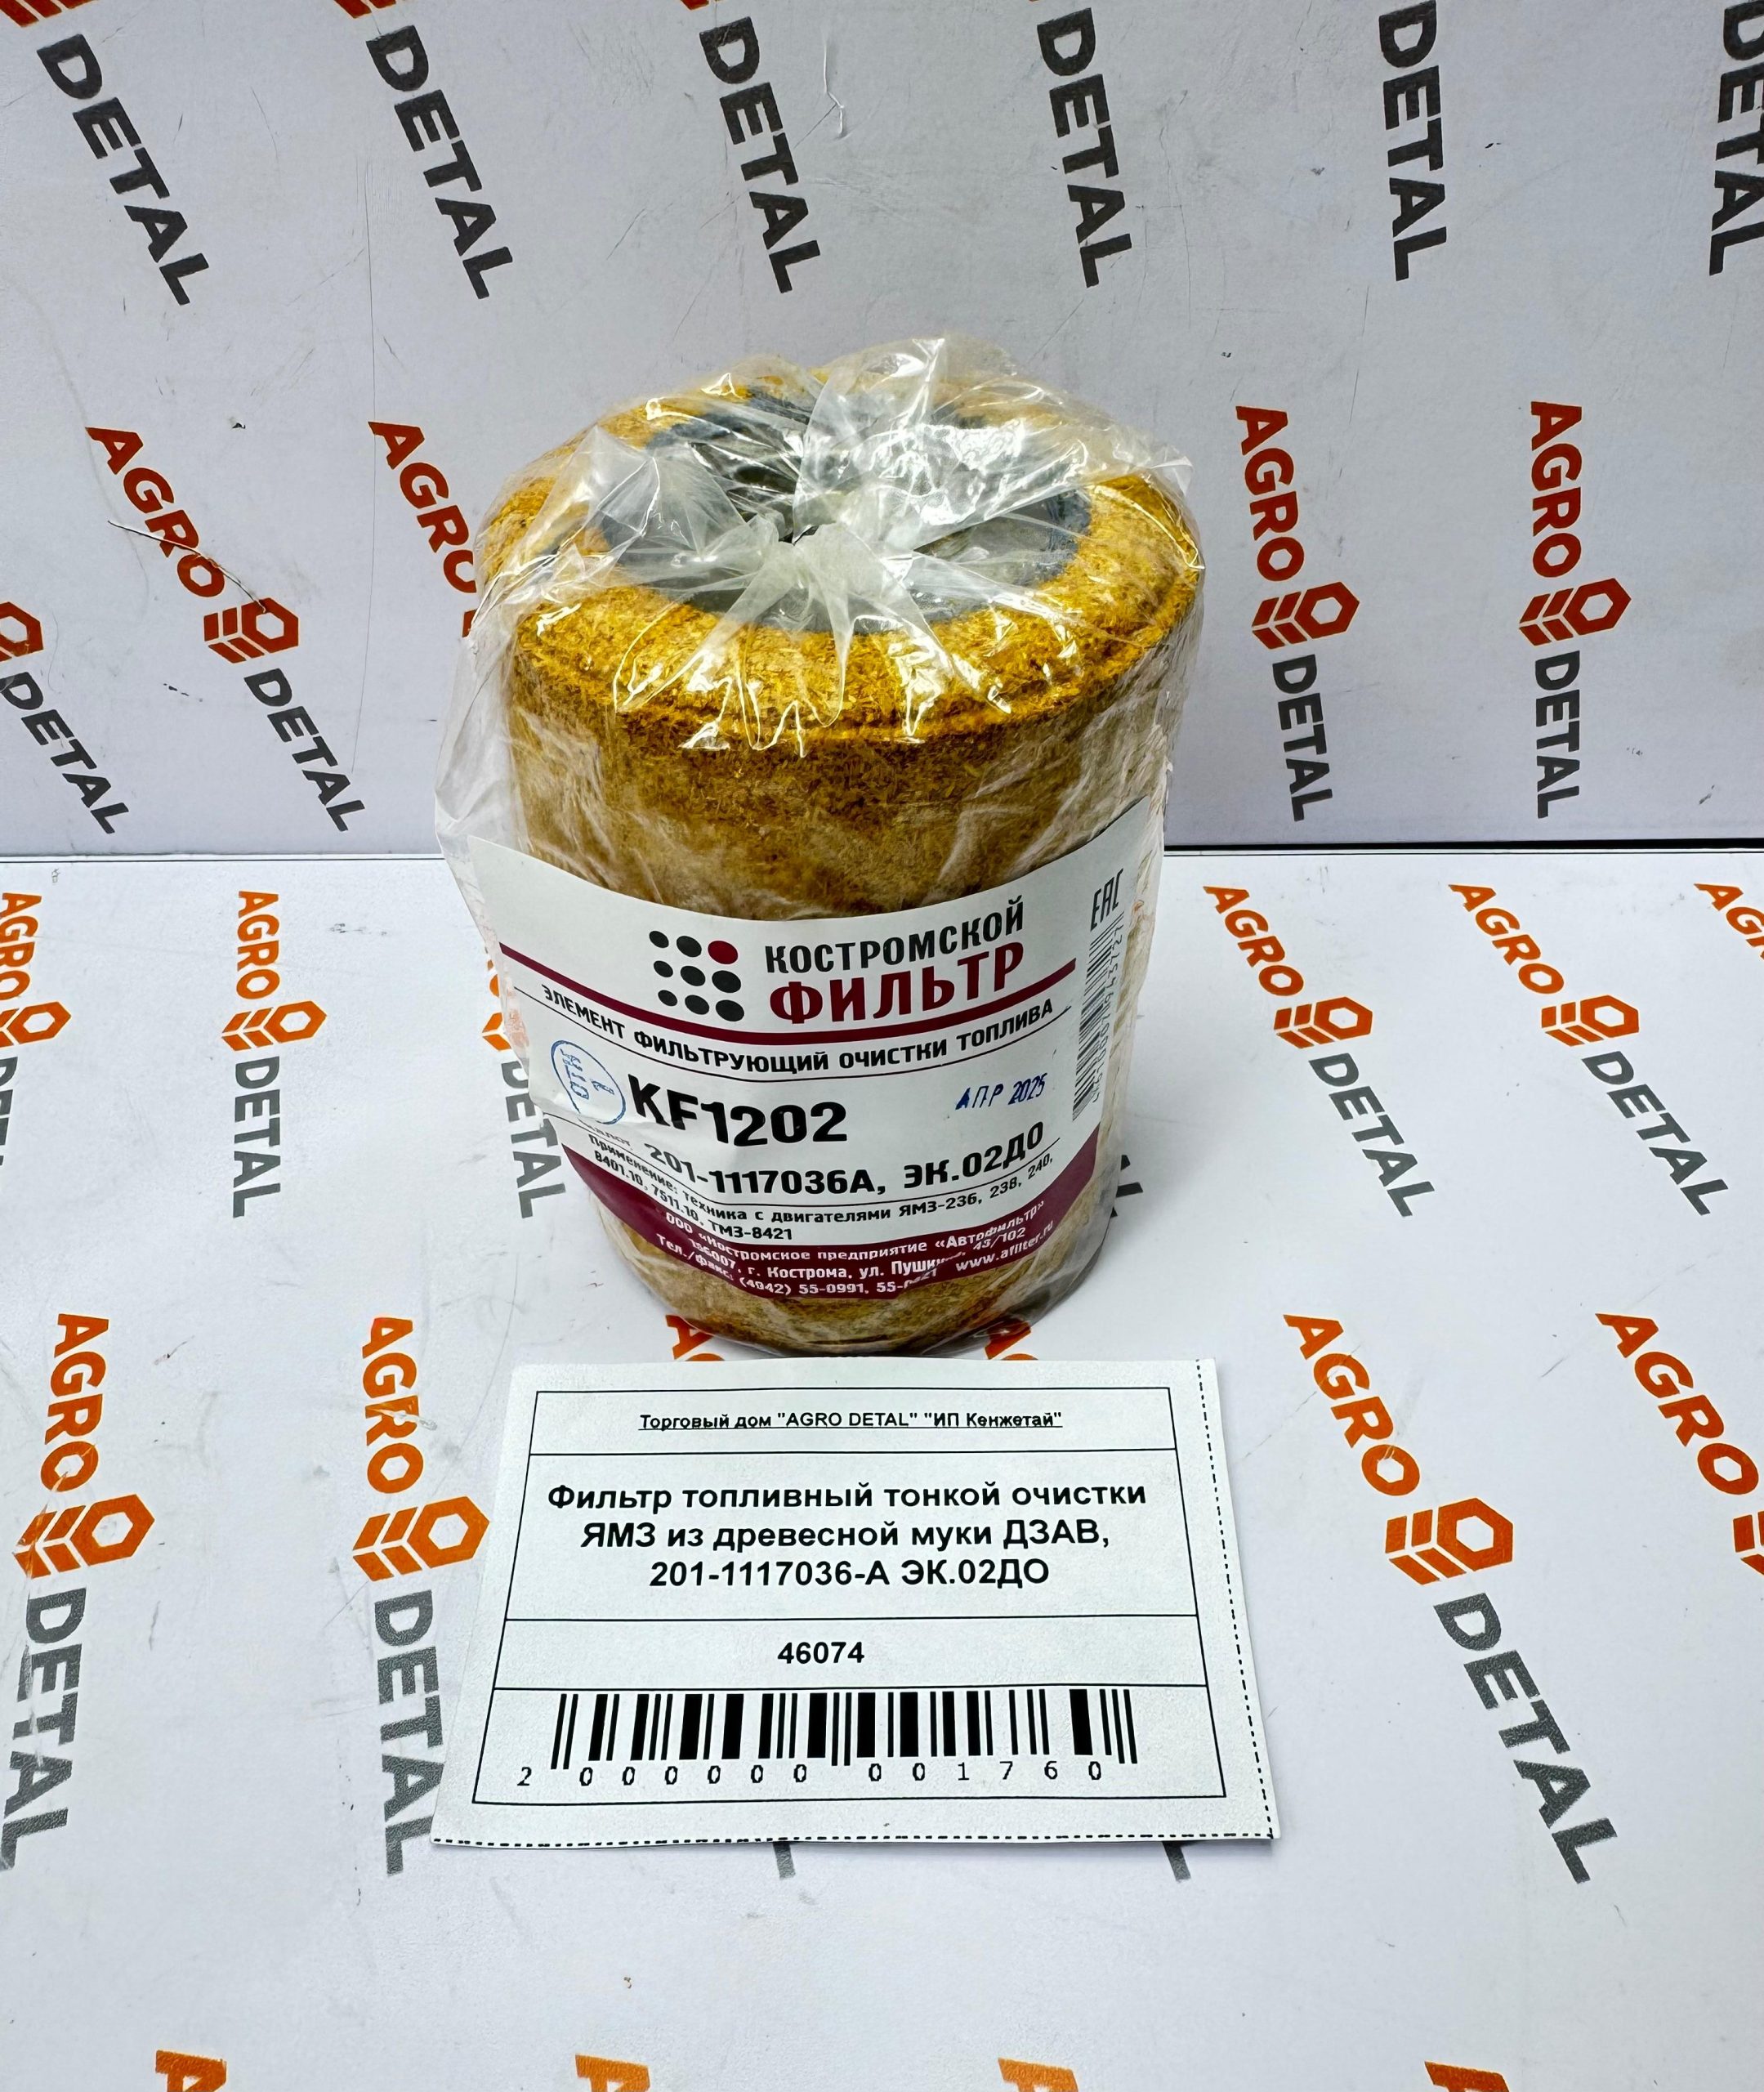 КОСТРОМСКОЙ
ФИЛЬТР
EAC
ЭЛЕМЕНТ ФИЛЬТРУЮЩИЙ ОЧИСТКИ ТОПЛИВА
KF1202
АПР 2025
201-1117036А, ЭК.02ДО
Применение: техника с двигателями ЯМЗ-236, 238, 240,
8401.10, 7511.10, ТМЗ-8421
ООО «Костромское предприятие «Автофильтр»
156007, г. Кострома, ул. 43/102
Тел./факс: (4942) 55-0991, www.afilter.ru
Торговый дом "AGRO DETAL" "ИП Кенжетай"
Фильтр топливный тонкой очистки
ЯМЗ из древесной муки ДЗАВ,
201-1117036-А ЭК.02ДО
46074
2 000000 001760
AGRO DETAL